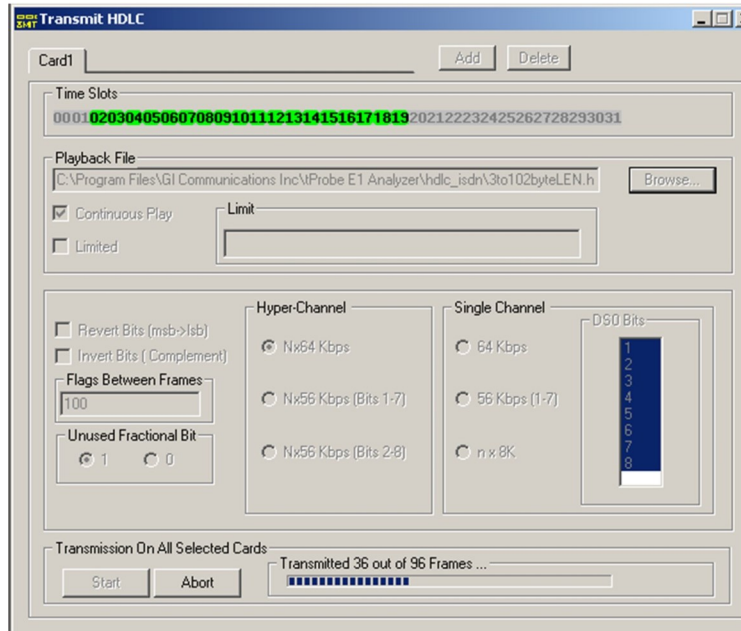 Transmit HDLC
Card1
Add
Delete
Time Slots
0001020304050607080910111213141516171819202122232425262728293031
Playback File
C:\Program Files\Gl Communications Inc\tProbe E1 Analyzer\hdlc_isdn\3to102byteLEN.h
Browse...
Continuous Play
Limit
Limited
Hyper-Channel
Single Channel
DS0 Bits
Revert Bits (msb->lsb)
Invert Bits ( Complement)
Nx64 Kbps
64 Kbps
1
2
3
4
5
6
7
8
Flags Between Frames
100
Nx56 Kbps (Bits 1-7)
56 Kbps (1-7)
Unused Fractional Bit
1 0
Nx56 Kbps (Bits 2-8)
n x 8K
Transmission On All Selected Cards
Transmitted 36 out of 96 Frames ...
Start
Abort